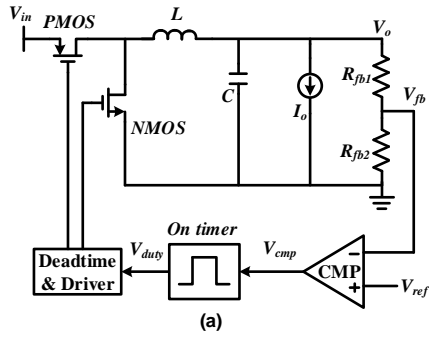 V_in
PMOS
L
V_o
NMOS
C
I_o
R_fb1
V_fb
R_fb2
On timer
V_duty
V_cmp
Deadtime
& Driver
CMP
−
+
V_ref
(a)